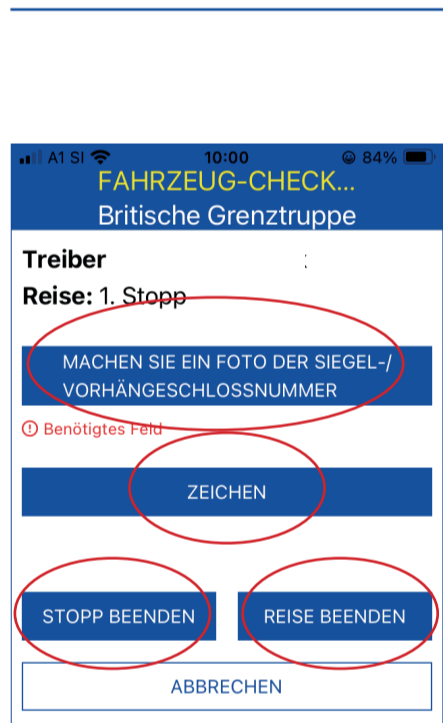 A1 SI 10:00 84%
FAHRZEUG-CHECK...
Britische Grenztruppe
Treiber :
Reise: 1. Stopp
MACHEN SIE EIN FOTO DER SIEGEL-/
VORHÄNGESCHLOSSNUMMER
Benötigtes Feld
ZEICHEN
STOPP BEENDEN REISE BEENDEN
ABBRECHEN